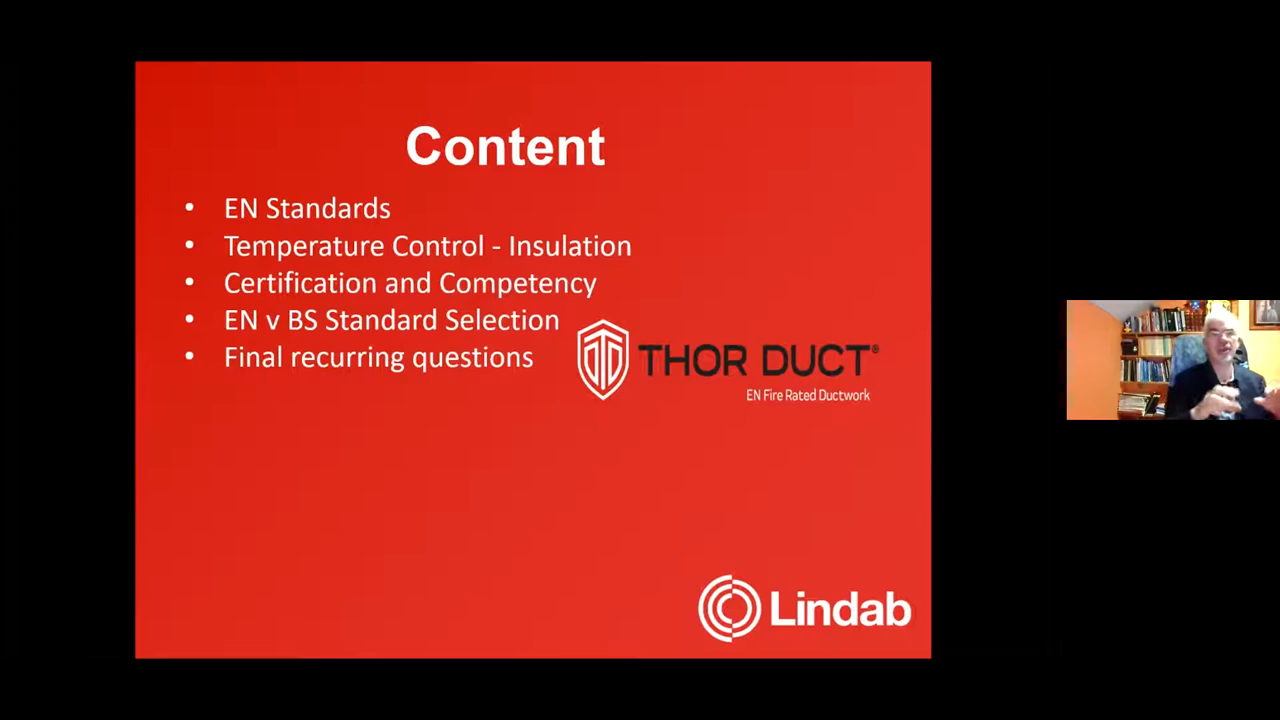 Content
• EN Standards
• Temperature Control - Insulation
• Certification and Competency
• EN v BS Standard Selection
• Final recurring questions
THOR DUCT®
EN Fire Rated Ductwork
Lindab